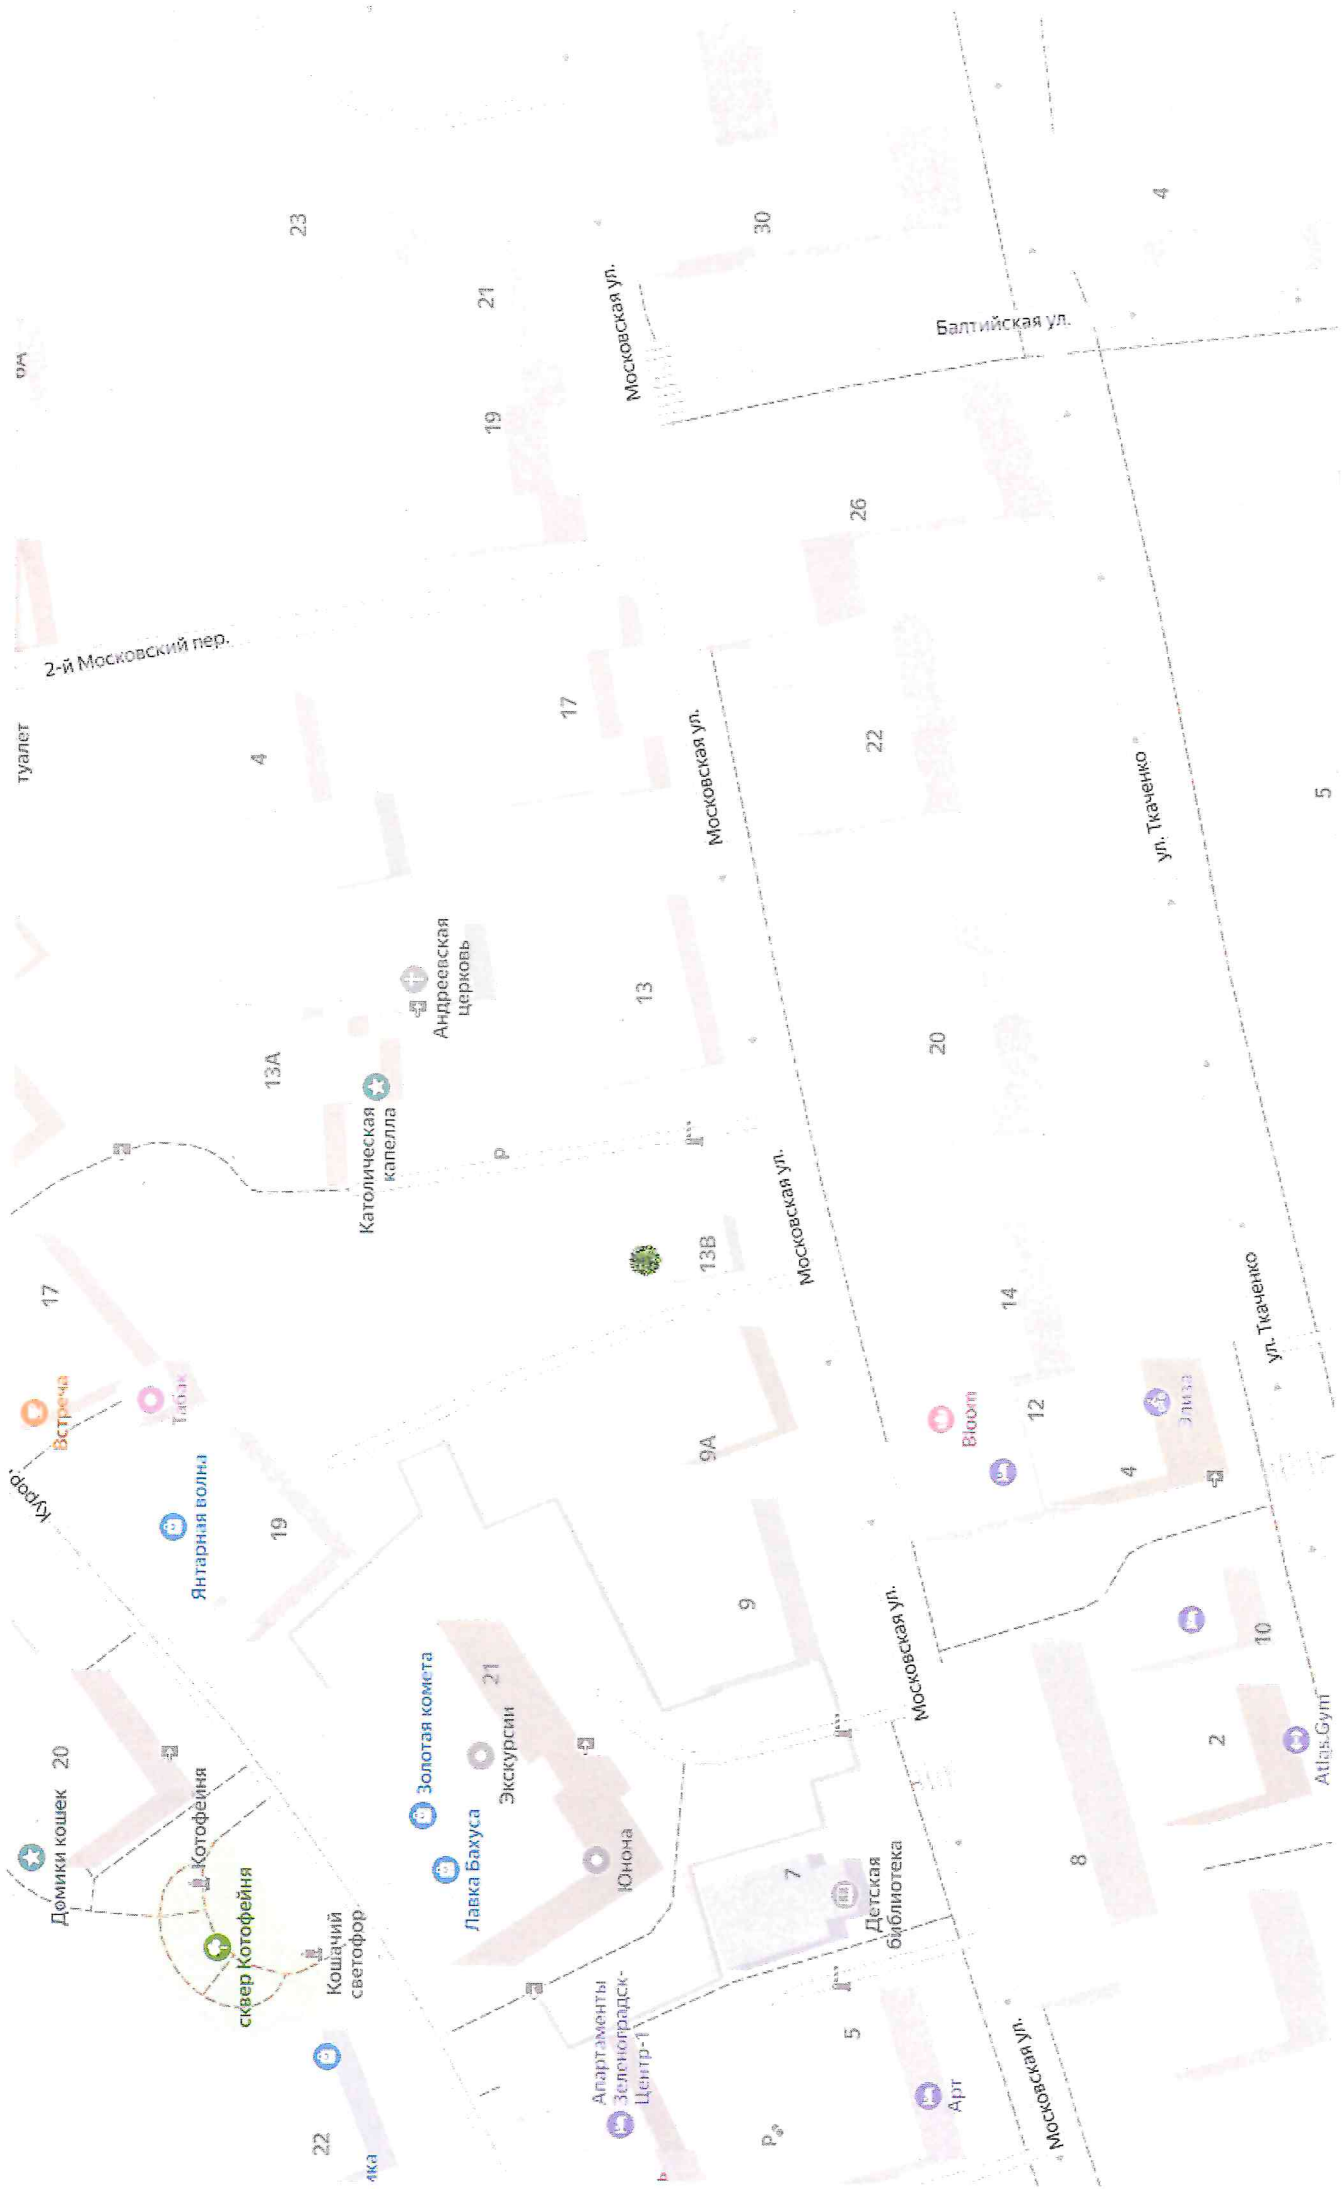 туалет
Домики кошек
20
Курор.
Встреча
17
2-й Московский пер.
Котофейня
Янтарная волна
Табак
сквер Котофейня
4
13А
19
23
22
Кошачий
светофор
Католическая
капелла
Золотая комета
Андреевская
церковь
Лавка Бахуса
21
Экскурсии
P
19
21
17
Апартаменты
Зеленоградск-
Центр-1
Юнона
13
Московская ул.
13В
9А
Московская ул.
9
7
P
30
Московская ул.
5
Детская
библиотека
22
26
Московская ул.
Арт
20
Bloom
14
Балтийская ул.
12
Московская ул.
8
4
ул. Ткаченко
4
Элиза
2
10
ул. Ткаченко
Atlas Gym
5